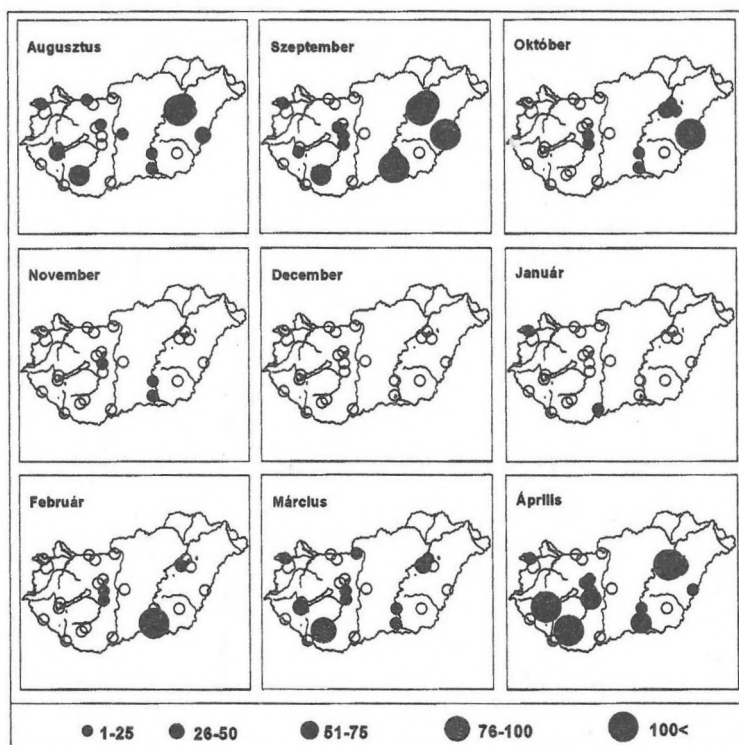 Augusztus
Szeptember
Október
November
December
Január
Február
Március
Április
1-25 26-50 51-75 76-100 100<